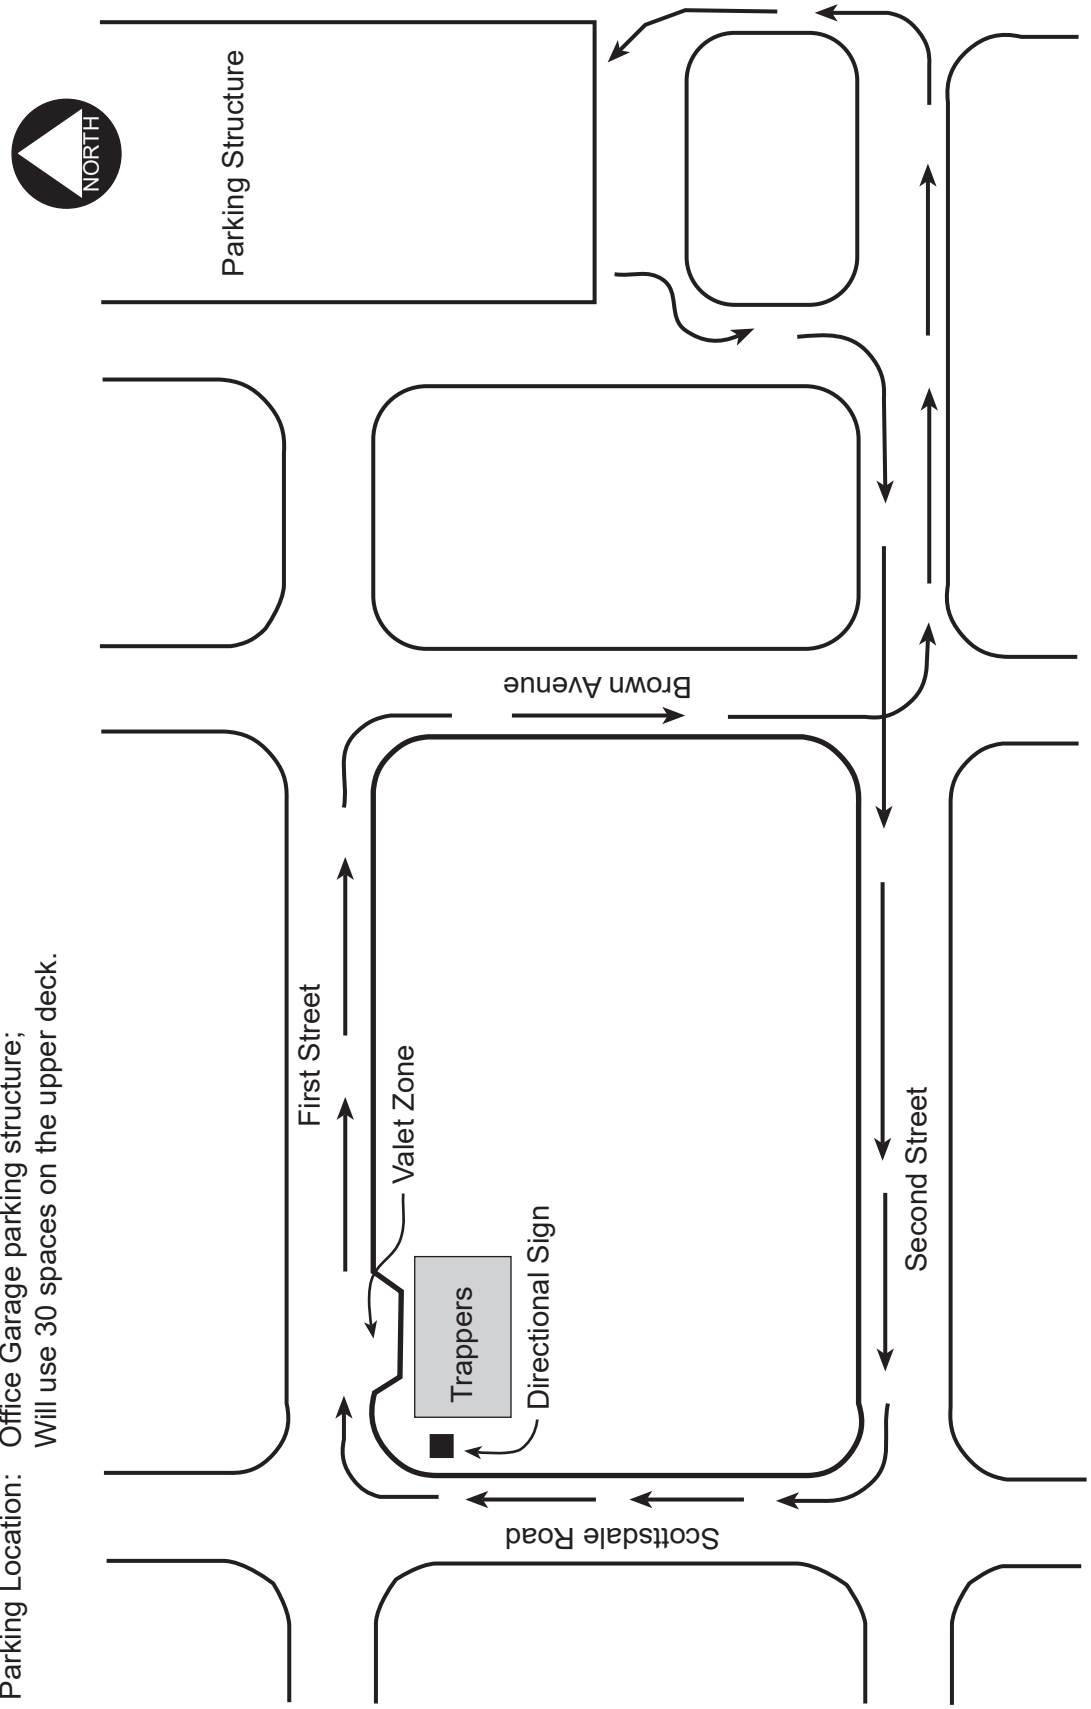 Parking Location: Office Garage parking structure;
Will use 30 spaces on the upper deck.
NORTH
Parking Structure
First Street
Valet Zone
Trappers
Directional Sign
Brown Avenue
Scottsdale Road
Second Street